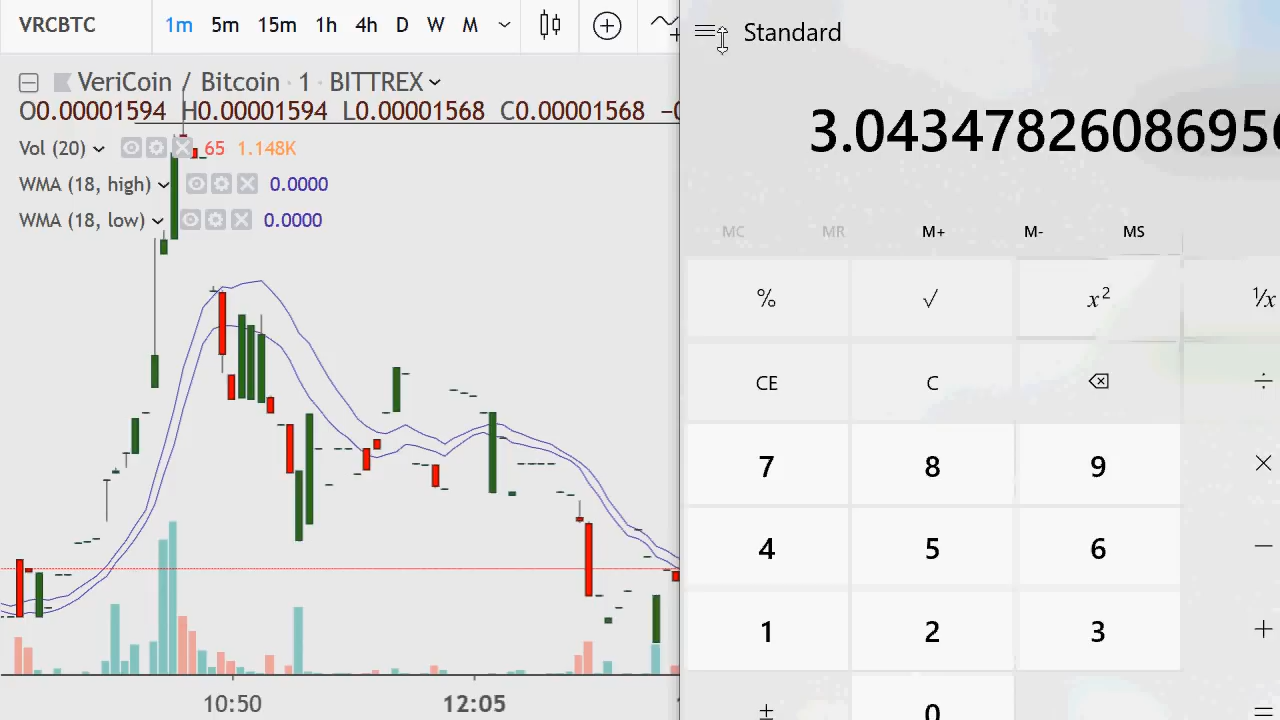 VRCBTC 1m 5m 15m 1h 4h D W M
VeriCoin / Bitcoin · 1 · BITTREX
O0.00001594 H0.00001594 L0.00001568 C0.00001568 −0
Vol (20) 65 1.148K
WMA (18, high) 0.0000
WMA (18, low) 0.0000
10:50 12:05
Standard
3.0434782608695
MC MR M+ M- MS
% √ x² ¹/x
CE C ÷
7 8 9 ×
4 5 6 −
1 2 3 +
± 0 =